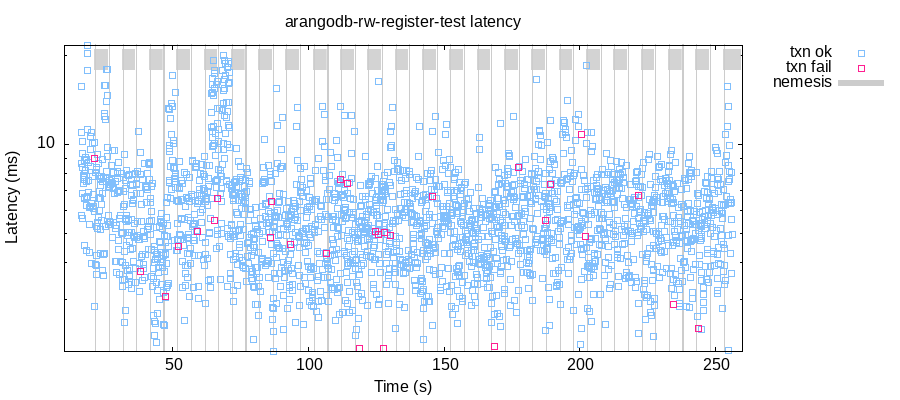 arangodb-rw-register-test latency
txn ok
txn fail
nemesis
10
Latency (ms)
50
100
150
200
250
Time (s)